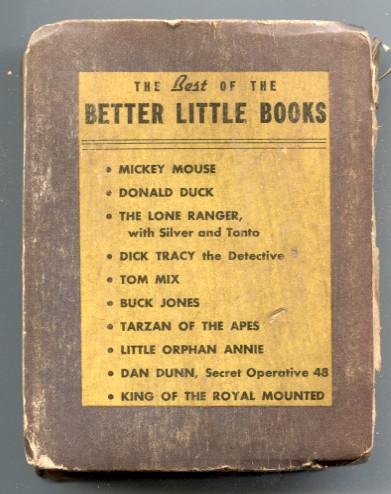 THE Best OF THE
BETTER LITTLE BOOKS
• MICKEY MOUSE
• DONALD DUCK
• THE LONE RANGER,
with Silver and Tonto
• DICK TRACY the Detective
• TOM MIX
• BUCK JONES
• TARZAN OF THE APES
• LITTLE ORPHAN ANNIE
• DAN DUNN, Secret Operative 48
• KING OF THE ROYAL MOUNTED